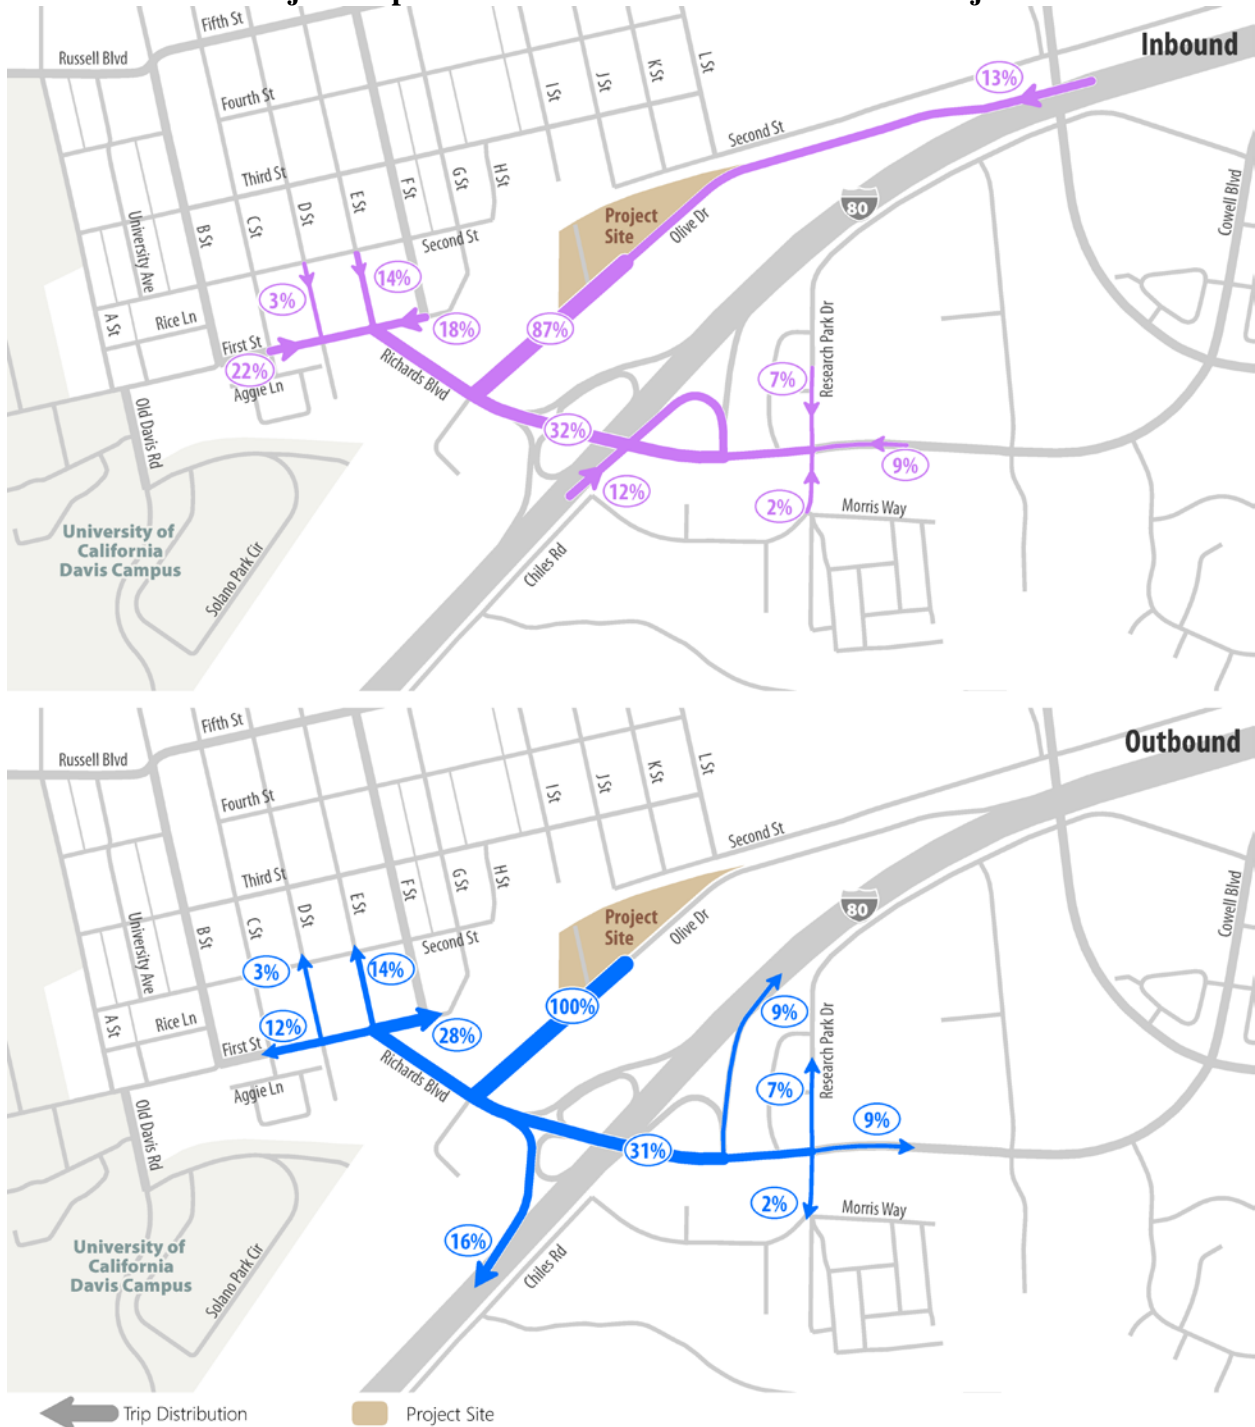 Inbound
Fifth St
Russell Blvd
13%
L St
K St
J St
I St
Fourth St
Second St
Third St
H St
G St
F St
E St
D St
C St
B St
University Ave
Cowell Blvd
80
Project
Site
Olive Dr
Second St
14%
3%
A St
Rice Ln
18%
87%
First St
22%
Aggie Ln
Richards Blvd
Research Park Dr
7%
Old Davis Rd
32%
9%
12%
2%
Morris Way
University of
California
Davis Campus
Solano Park Cir
Chiles Rd
Outbound
Fifth St
Russell Blvd
L St
K St
J St
I St
Fourth St
Second St
Third St
H St
G St
F St
E St
D St
C St
B St
University Ave
Cowell Blvd
80
Project
Site
Olive Dr
Second St
3%
14%
100%
9%
A St
Rice Ln
12%
28%
First St
Richards Blvd
Research Park Dr
Aggie Ln
7%
9%
Old Davis Rd
31%
2%
Morris Way
16%
University of
California
Davis Campus
Solano Park Cir
Chiles Rd
Trip Distribution
Project Site